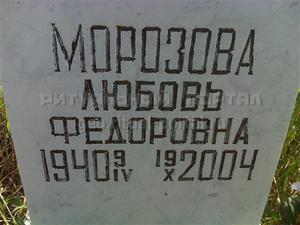 МОРОЗОВА
ЛЮБОВЬ
ФЕДОРОВНА
1940 9/IV 19/X 2004